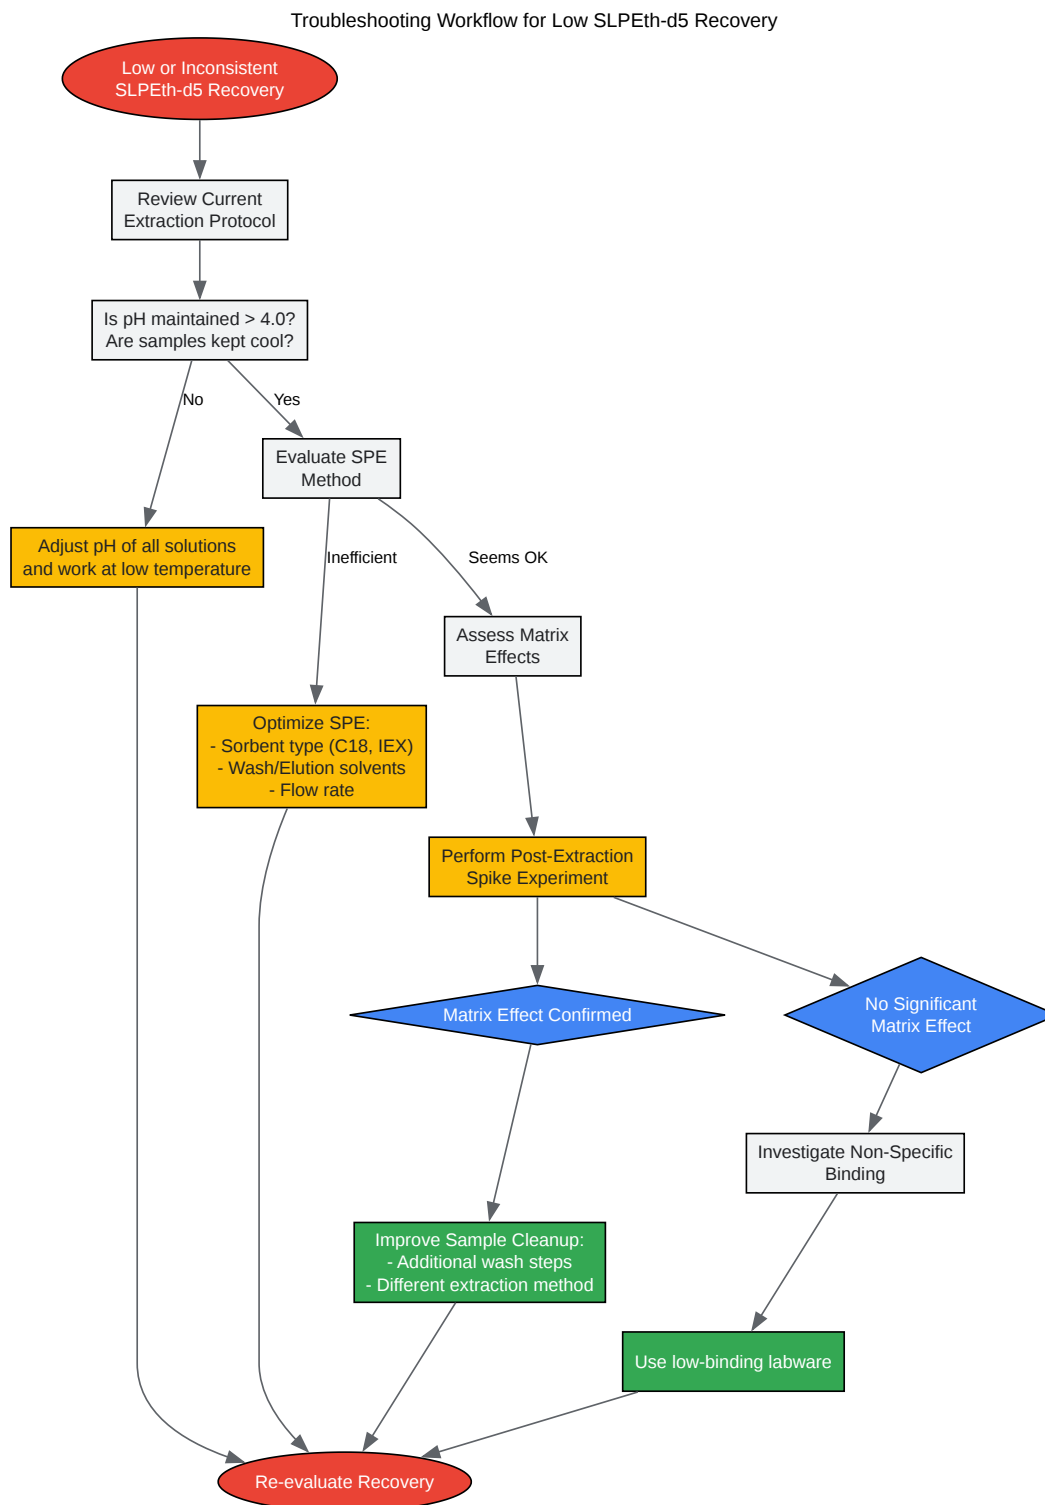 Troubleshooting Workflow for Low SLPEth-d5 Recovery
Low or Inconsistent
SLPEth-d5 Recovery
Review Current
Extraction Protocol
Is pH maintained > 4.0?
Are samples kept cool?
No
Yes
Evaluate SPE
Method
Adjust pH of all solutions
and work at low temperature
Inefficient
Seems OK
Assess Matrix
Effects
Optimize SPE:
- Sorbent type (C18, IEX)
- Wash/Elution solvents
- Flow rate
Perform Post-Extraction
Spike Experiment
Matrix Effect Confirmed
No Significant
Matrix Effect
Investigate Non-Specific
Binding
Improve Sample Cleanup:
- Additional wash steps
- Different extraction method
Use low-binding labware
Re-evaluate Recovery